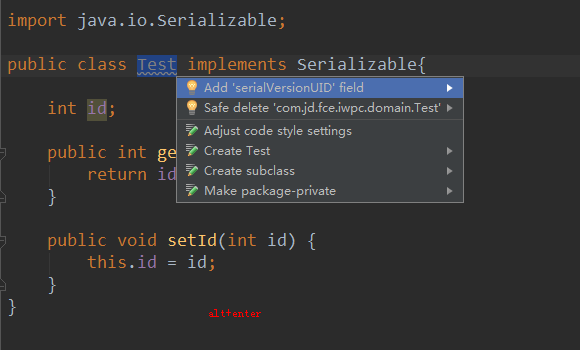 import java.io.Serializable;
public class Test implements Serializable{
Add 'serialVersionUID' field
int id;
Safe delete 'com.jd.fce.iwpc.domain.Test'
Adjust code style settings
public int ge
Create Test
return id
Create subclass
}
Make package-private
public void setId(int id) {
this.id = id;
}
}
alt+enter